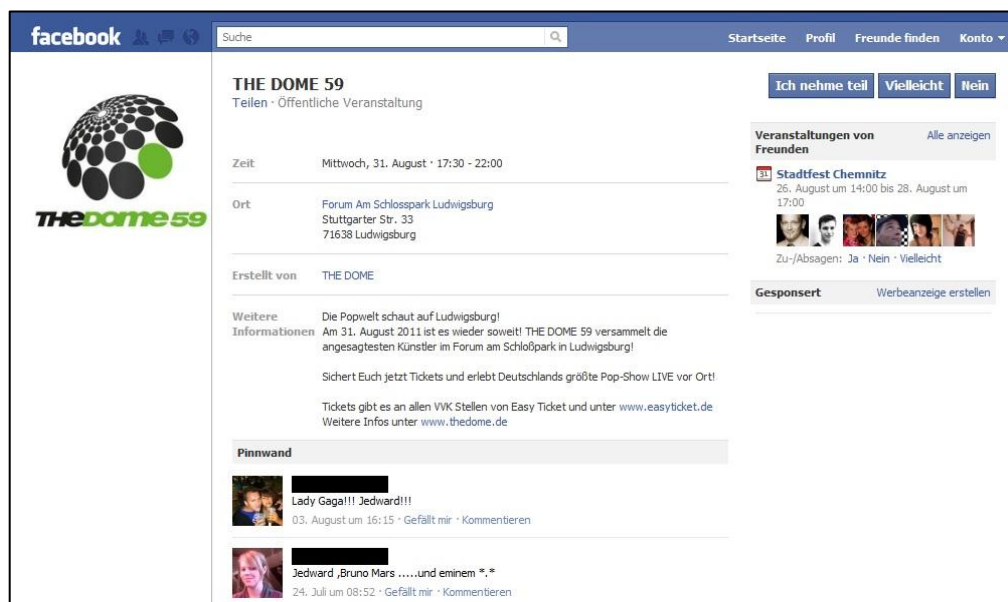 facebook
Suche
Startseite Profil Freunde finden Konto
THE DOME 59
THE DOME 59
Teilen · Öffentliche Veranstaltung
Zeit Mittwoch, 31. August · 17:30 - 22:00
Ort Forum Am Schlosspark Ludwigsburg
Stuttgarter Str. 33
71638 Ludwigsburg
Erstellt von THE DOME
Weitere Informationen
Die Popwelt schaut auf Ludwigsburg!
Am 31. August 2011 ist es wieder soweit! THE DOME 59 versammelt die
angesagtesten Künstler im Forum am Schloßpark in Ludwigsburg!
Sichert Euch jetzt Tickets und erlebt Deutschlands größte Pop-Show LIVE vor Ort!
Tickets gibt es an allen VVK Stellen von Easy Ticket und unter www.easyticket.de
Weitere Infos unter www.thedome.de
Pinnwand
Lady Gaga!!! Jedward!!!
03. August um 16:15 · Gefällt mir · Kommentieren
Jedward ,Bruno Mars .....und eminem *.*
24. Juli um 08:52 · Gefällt mir · Kommentieren
Ich nehme teil Vielleicht Nein
Veranstaltungen von
Freunden
Alle anzeigen
31 Stadtfest Chemnitz
26. August um 14:00 bis 28. August um
17:00
Zu-/Absagen: Ja · Nein · Vielleicht
Gesponsert Werbeanzeige erstellen